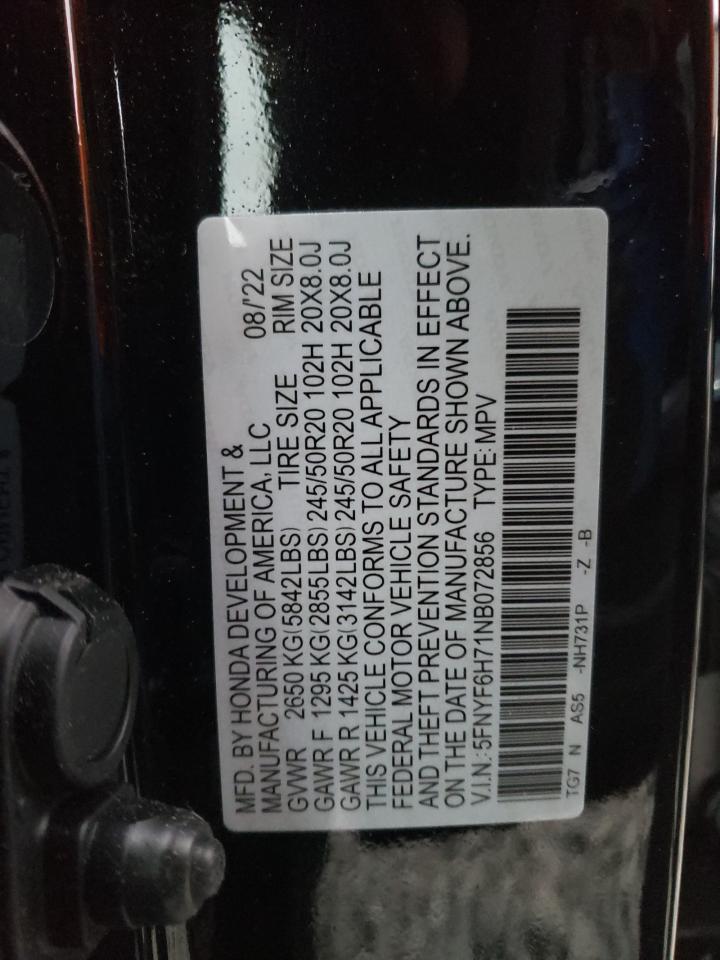 MFD. BY HONDA DEVELOPMENT &
MANUFACTURING OF AMERICA, LLC 08/'22
GVWR 2650 KG(5842LBS) TIRE SIZE RIM SIZE
GAWR F 1295 KG(2855LBS) 245/50R20 102H 20X8.0J
GAWR R 1425 KG(3142LBS) 245/50R20 102H 20X8.0J
THIS VEHICLE CONFORMS TO ALL APPLICABLE
FEDERAL MOTOR VEHICLE SAFETY
AND THEFT PREVENTION STANDARDS IN EFFECT
ON THE DATE OF MANUFACTURE SHOWN ABOVE.
V.I.N.:5FNYF6H71NB072856 TYPE:MPV
TG7 N AS5 -NH731P -Z -B